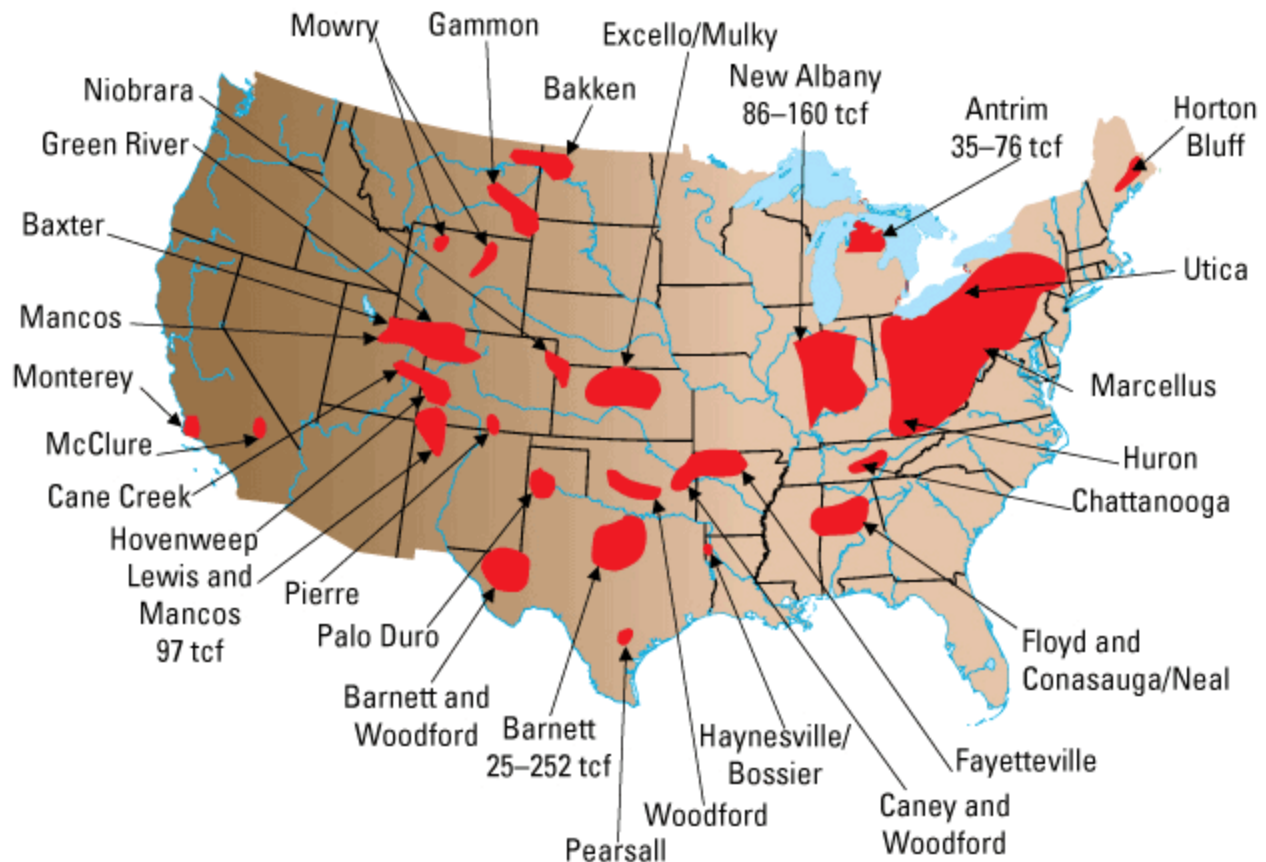 Mowry
Gammon
Excello/Mulky
Niobrara
Bakken
New Albany
86–160 tcf
Antrim
35–76 tcf
Horton
Bluff
Green River
Baxter
Utica
Mancos
Monterey
Marcellus
McClure
Huron
Cane Creek
Chattanooga
Hovenweep
Lewis and
Mancos
97 tcf
Pierre
Palo Duro
Floyd and
Conasauga/Neal
Barnett and
Woodford
Barnett
25–252 tcf
Haynesville/
Bossier
Fayetteville
Woodford
Caney and
Woodford
Pearsall